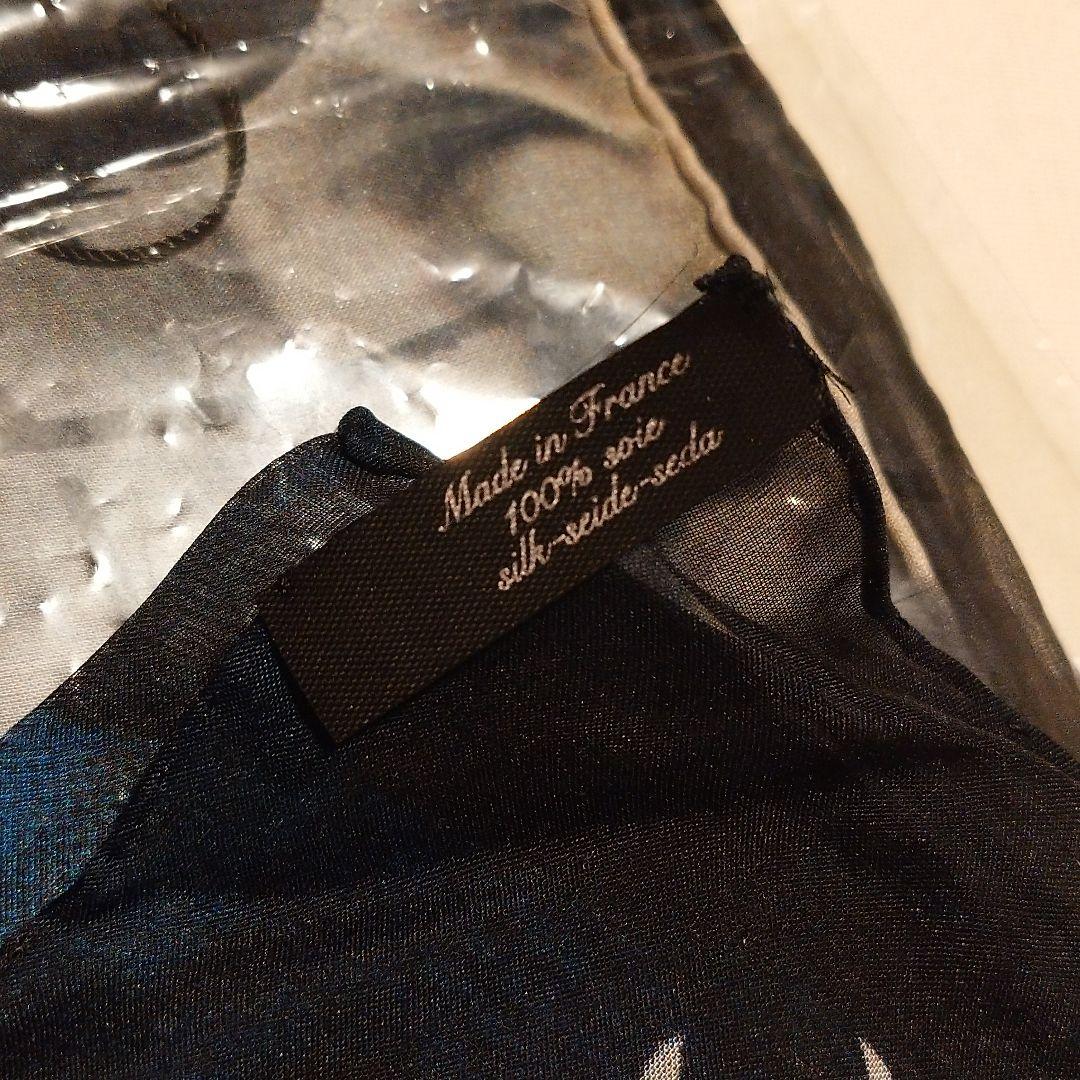 Made in France
100% soie
silk-seide-seda